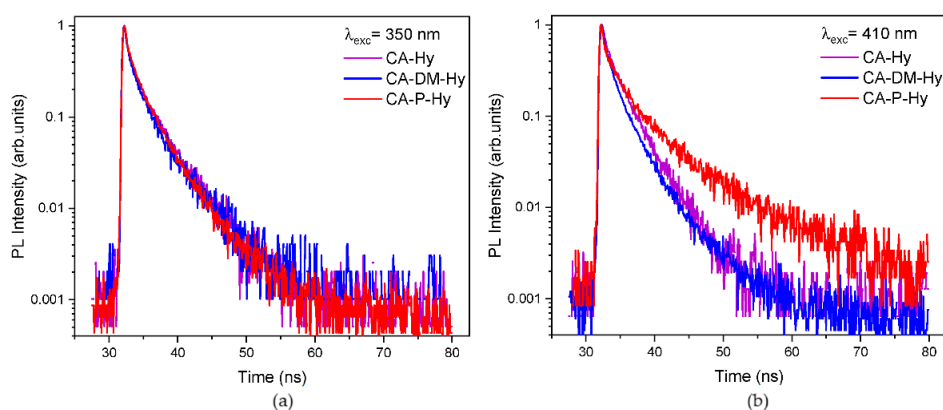 (a)
λexc= 350 nm
CA-Hy
CA-DM-Hy
CA-P-Hy
PL Intensity (arb.units)
1
0.1
0.01
0.001
30 40 50 60 70 80
Time (ns)
(a)
(b)
λexc= 410 nm
CA-Hy
CA-DM-Hy
CA-P-Hy
PL Intensity (arb.units)
1
0.1
0.01
0.001
30 40 50 60 70 80
Time (ns)
(b)